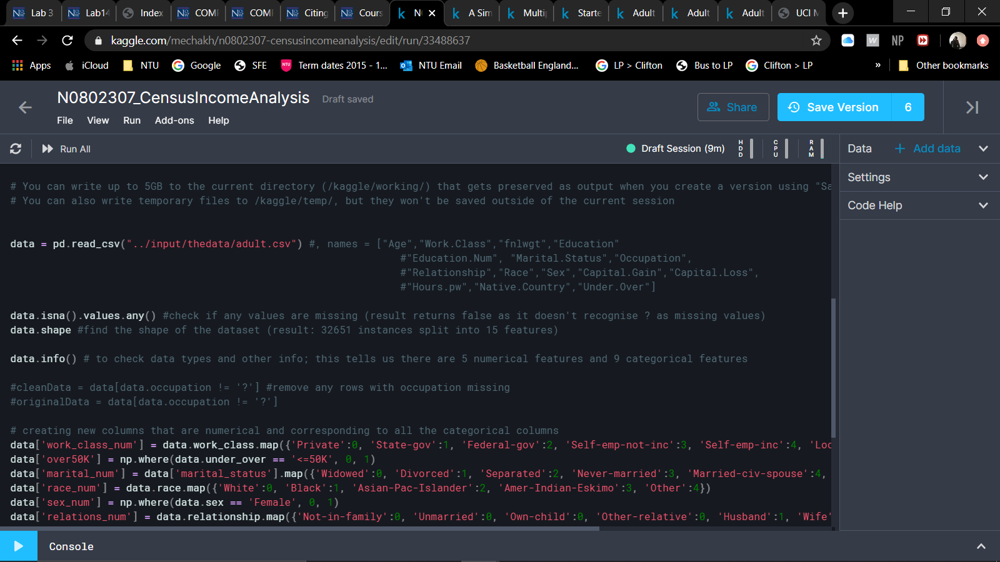 Lab 3
Lab14
Index
COMP
COMP
Citing
Cours
A Sim
Multip
Starte
Adult
Adult
Adult
UCI M
kaggle.com/mechakh/n0802307-censusincomeanalysis/edit/run/33488637
NP
Apps iCloud NTU Google SFE Term dates 2015 - 1... NTU Email Basketball England... LP > Clifton Bus to LP Clifton > LP » Other bookmarks
N0802307_CensusIncomeAnalysis Draft saved
Share Save Version 6
File View Run Add-ons Help
Run All
Draft Session (9m) HDD CPU RAM
Data + Add data
Settings
Code Help
# You can write up to 5GB to the current directory (/kaggle/working/) that gets preserved as output when you create a version using "Sa
# You can also write temporary files to /kaggle/temp/, but they won't be saved outside of the current session
data = pd.read_csv("../input/thedata/adult.csv") #, names = ["Age","Work.Class","fnlwgt","Education"
#"Education.Num", "Marital.Status","Occupation",
#"Relationship","Race","Sex","Capital.Gain","Capital.Loss",
#"Hours.pw","Native.Country","Under.Over"]
data.isna().values.any() #check if any values are missing (result returns false as it doesn't recognise ? as missing values)
data.shape #find the shape of the dataset (result: 32651 instances split into 15 features)
data.info() # to check data types and other info; this tells us there are 5 numerical features and 9 categorical features
#cleanData = data[data.occupation != '?'] #remove any rows with occupation missing
#originalData = data[data.occupation != '?']
# creating new columns that are numerical and corresponding to all the categorical columns
data['work_class_num'] = data.work_class.map({'Private':0, 'State-gov':1, 'Federal-gov':2, 'Self-emp-not-inc':3, 'Self-emp-inc':4, 'Loc
data['over50K'] = np.where(data.under_over == '<=50K', 0, 1)
data['marital_num'] = data['marital_status'].map({'Widowed':0, 'Divorced':1, 'Separated':2, 'Never-married':3, 'Married-civ-spouse':4,
data['race_num'] = data.race.map({'White':0, 'Black':1, 'Asian-Pac-Islander':2, 'Amer-Indian-Eskimo':3, 'Other':4})
data['sex_num'] = np.where(data.sex == 'Female', 0, 1)
data['relations_num'] = data.relationship.map({'Not-in-family':0, 'Unmarried':0, 'Own-child':0, 'Other-relative':0, 'Husband':1, 'Wife'
Console